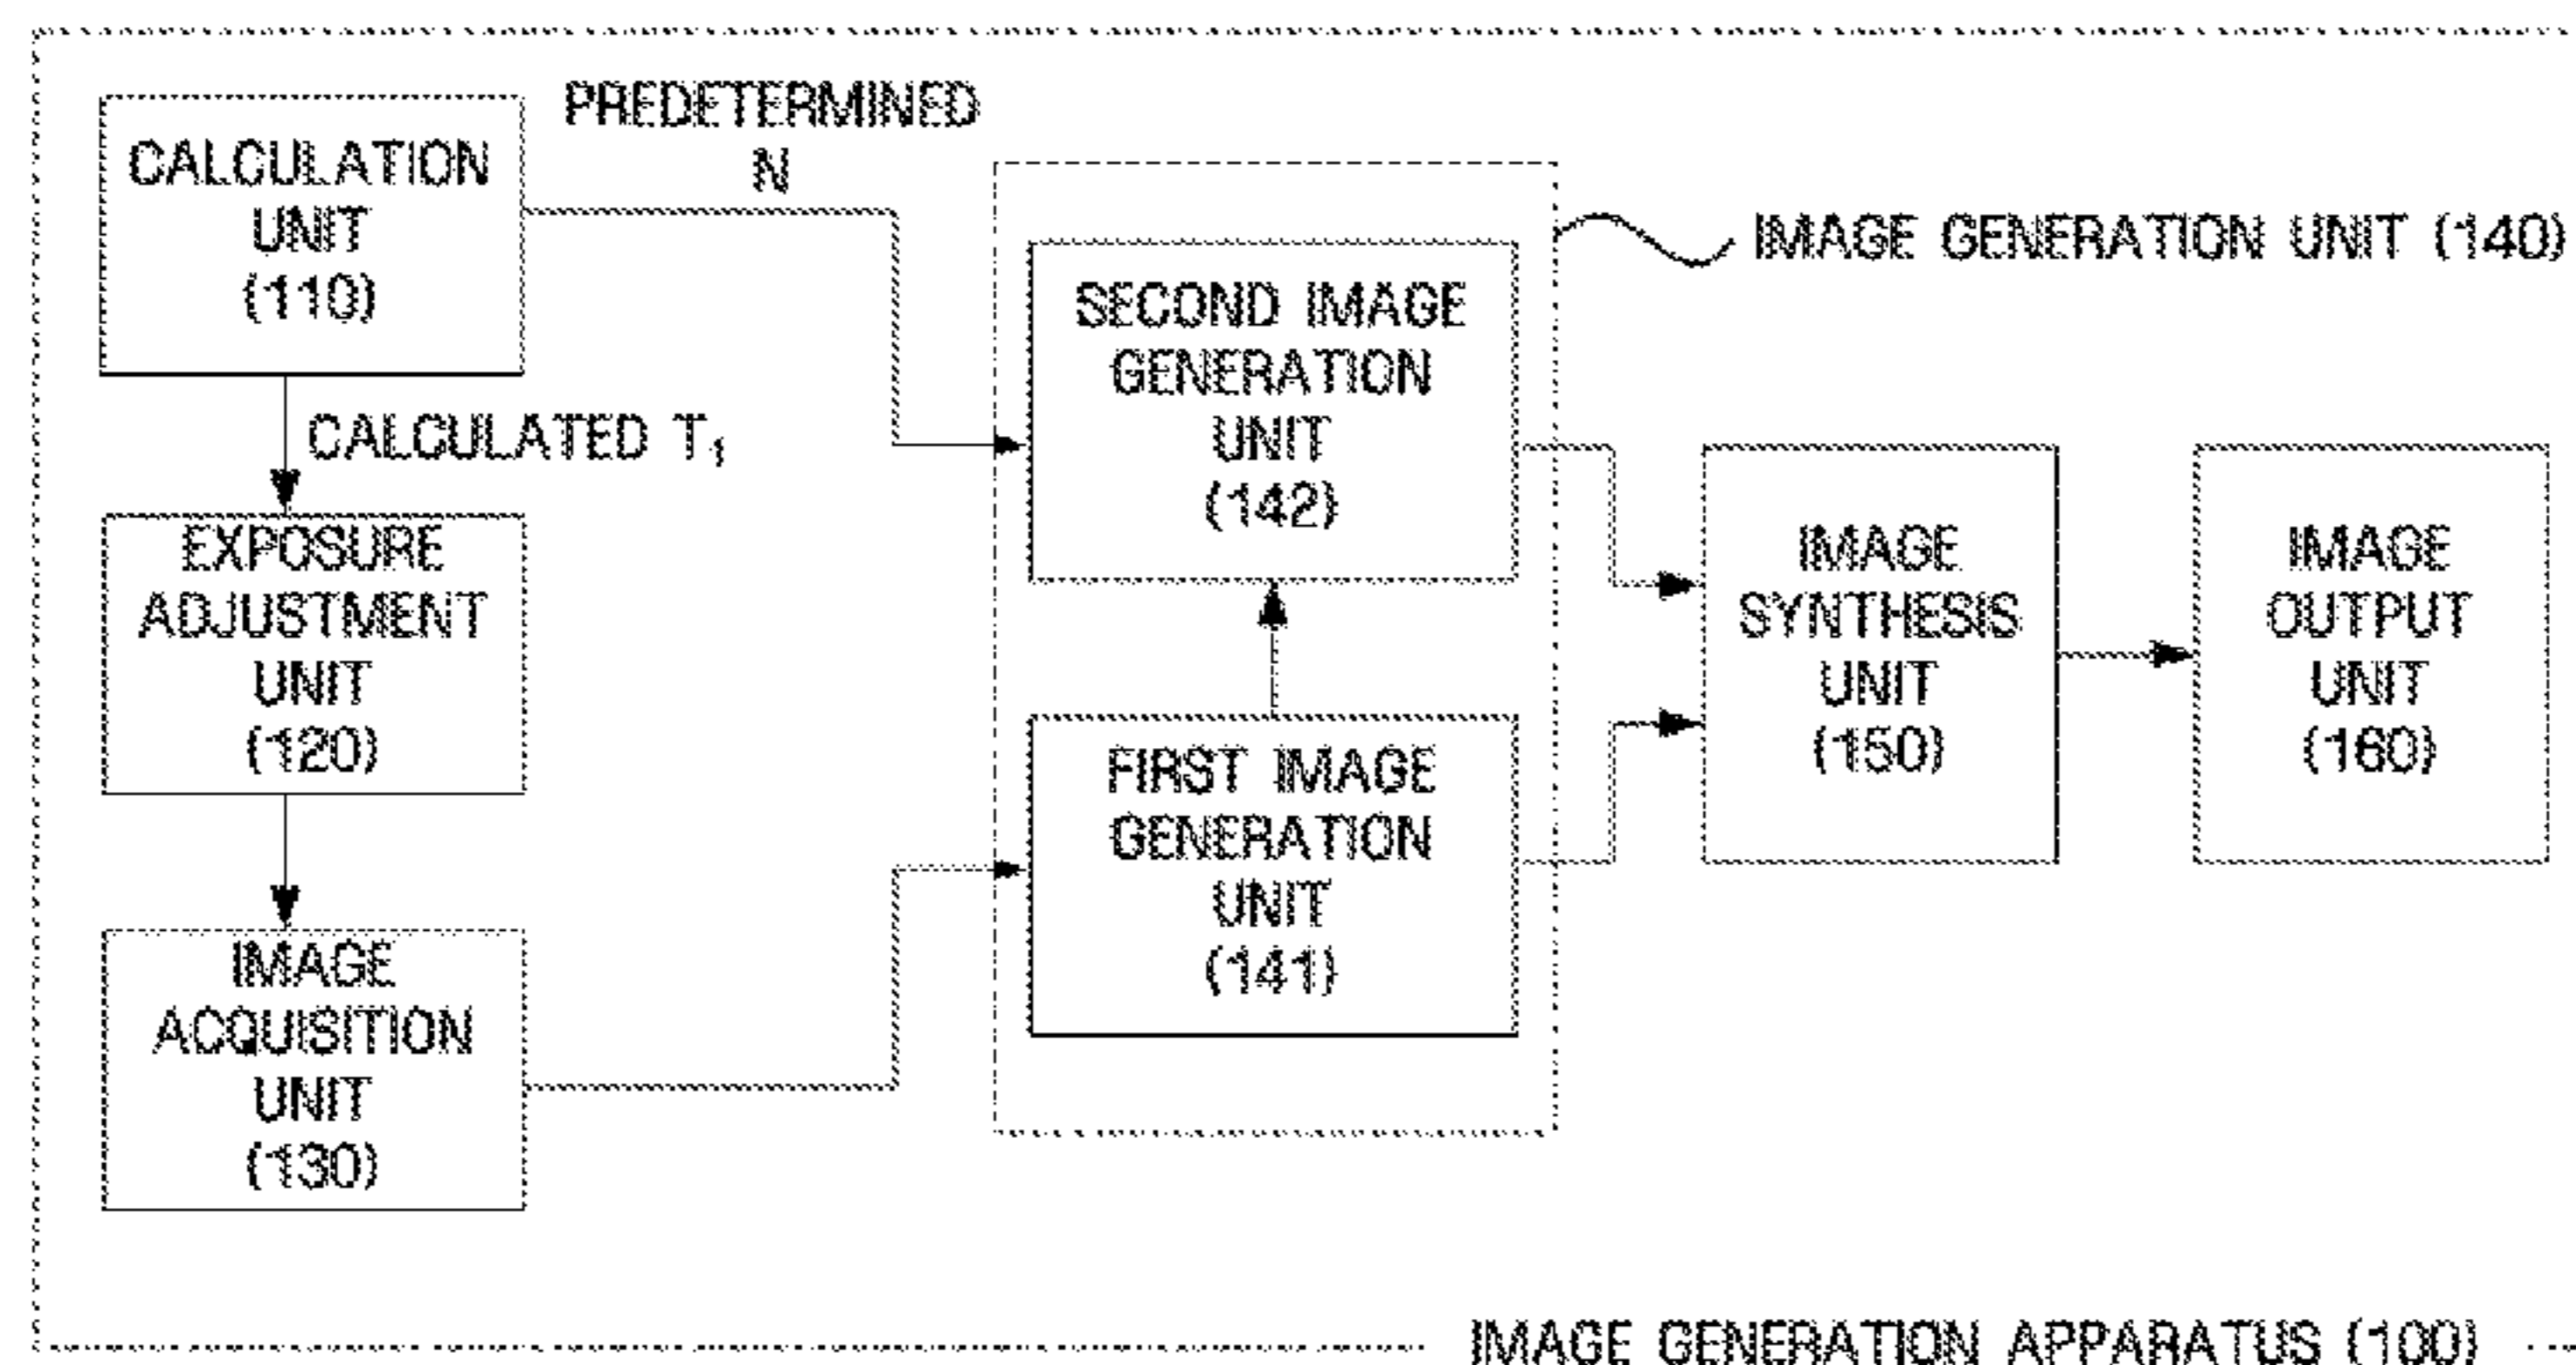 PREDETERMINED
N
CALCULATION
UNIT
(110)
CALCULATED T1
EXPOSURE
ADJUSTMENT
UNIT
(120)
IMAGE
ACQUISITION
UNIT
(130)
IMAGE GENERATION UNIT (140)
SECOND IMAGE
GENERATION
UNIT
(142)
FIRST IMAGE
GENERATION
UNIT
(141)
IMAGE
SYNTHESIS
UNIT
(150)
IMAGE
OUTPUT
UNIT
(160)
IMAGE GENERATION APPARATUS (100)